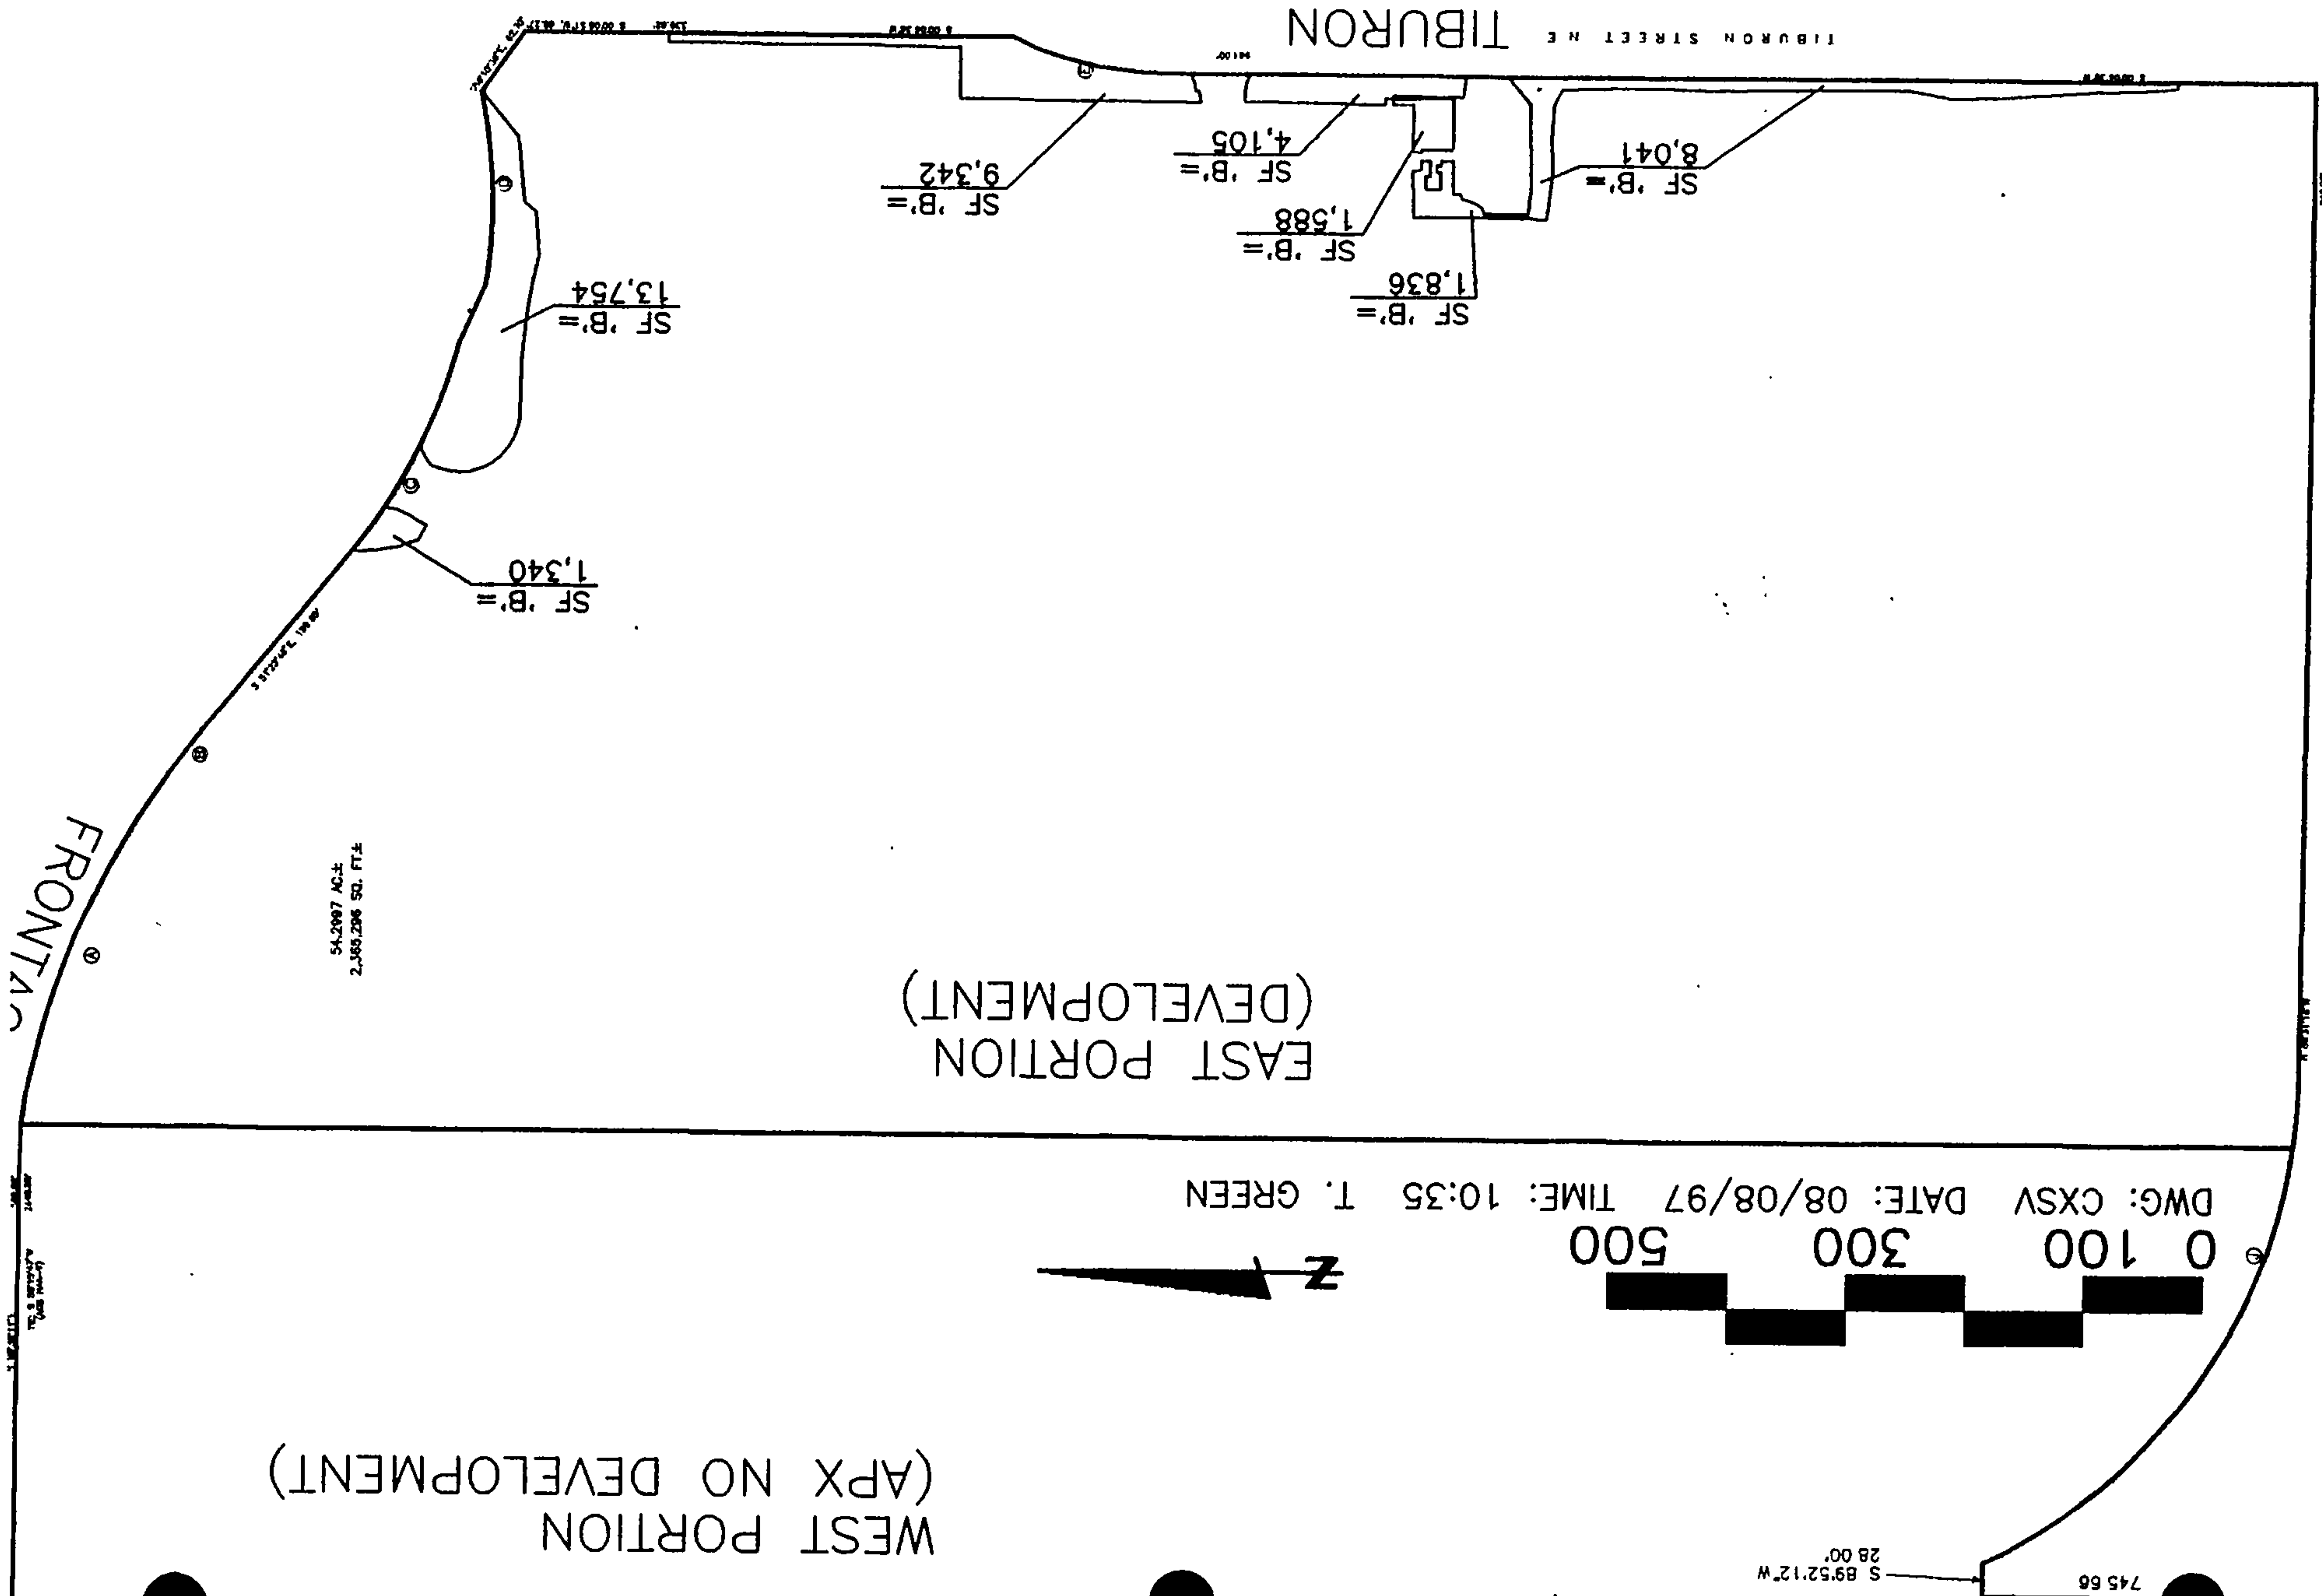 745.66
S 89°52'12" W
28.00'
WEST PORTION
(APX NO DEVELOPMENT)
0 100 300 500
DWG: CXSV DATE: 08/08/97 TIME: 10:35 T. GREEN
N
EAST PORTION
(DEVELOPMENT)
54.2997 AC.±
2,365,296 SQ. FT.±
A
B
C
D
E
SF 'B'=
1,340
SF 'B'=
13,754
SF 'B'=
1,836
SF 'B'=
1,588
SF 'B'=
8,041
SF 'B'=
4,105
SF 'B'=
9,342
TIBURON STREET NE
TIBURON